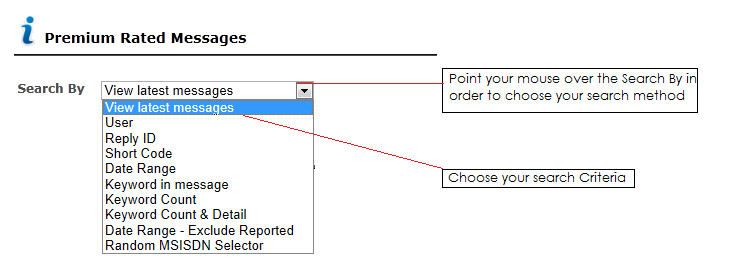 Premium Rated Messages
Search By
View latest messages
View latest messages
User
Reply ID
Short Code
Date Range
Keyword in message
Keyword Count
Keyword Count & Detail
Date Range - Exclude Reported
Random MSISDN Selector
Point your mouse over the Search By in
order to choose your search method
Choose your search Criteria